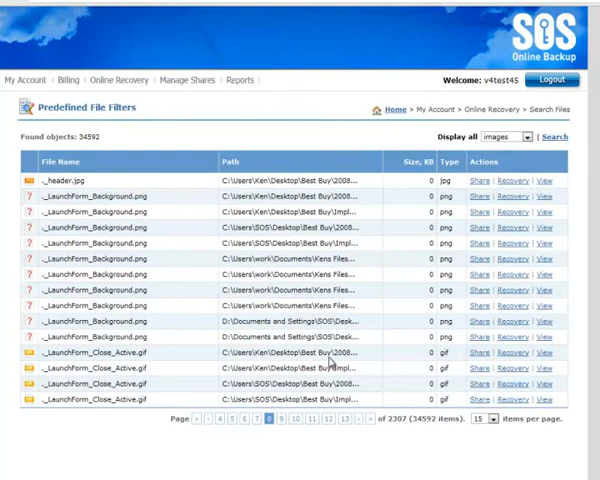 SOS
Online Backup
My Account | Billing | Online Recovery | Manage Shares | Reports |
Welcome: v4test45 Logout
Predefined File Filters
Home > My Account > Online Recovery > Search Files
Found objects: 34592
Display all images | Search
File Name Path Size, KB Type Actions
._header.jpg C:\Users\Ken\Desktop\Best Buy\2008... 0 jpg Share | Recovery | View
? ._LaunchForm_Background.png C:\Users\Ken\Desktop\Best Buy\2008... 0 png Share | Recovery | View
? ._LaunchForm_Background.png C:\Users\Ken\Desktop\Best Buy\Impl... 0 png Share | Recovery | View
? ._LaunchForm_Background.png C:\Users\SOS\Desktop\Best Buy\2008... 0 png Share | Recovery | View
? ._LaunchForm_Background.png C:\Users\SOS\Desktop\Best Buy\Impl... 0 png Share | Recovery | View
? ._LaunchForm_Background.png C:\Users\work\Documents\Kens Files... 0 png Share | Recovery | View
? ._LaunchForm_Background.png C:\Users\work\Documents\Kens Files... 0 png Share | Recovery | View
? ._LaunchForm_Background.png C:\Users\work\Documents\Kens Files... 0 png Share | Recovery | View
? ._LaunchForm_Background.png C:\Users\work\Documents\Kens Files... 0 png Share | Recovery | View
? ._LaunchForm_Background.png D:\Documents and Settings\SOS\Desk... 0 png Share | Recovery | View
? ._LaunchForm_Background.png D:\Documents and Settings\SOS\Desk... 0 png Share | Recovery | View
._LaunchForm_Close_Active.gif C:\Users\Ken\Desktop\Best Buy\2008... 0 gif Share | Recovery | View
._LaunchForm_Close_Active.gif C:\Users\Ken\Desktop\Best Buy\Impl... 0 gif Share | Recovery | View
._LaunchForm_Close_Active.gif C:\Users\SOS\Desktop\Best Buy\2008... 0 gif Share | Recovery | View
._LaunchForm_Close_Active.gif C:\Users\SOS\Desktop\Best Buy\Impl... 0 gif Share | Recovery | View
Page « ‹ 4 5 6 7 8 9 10 11 12 13 › » of 2307 (34592 items). 15 items per page.